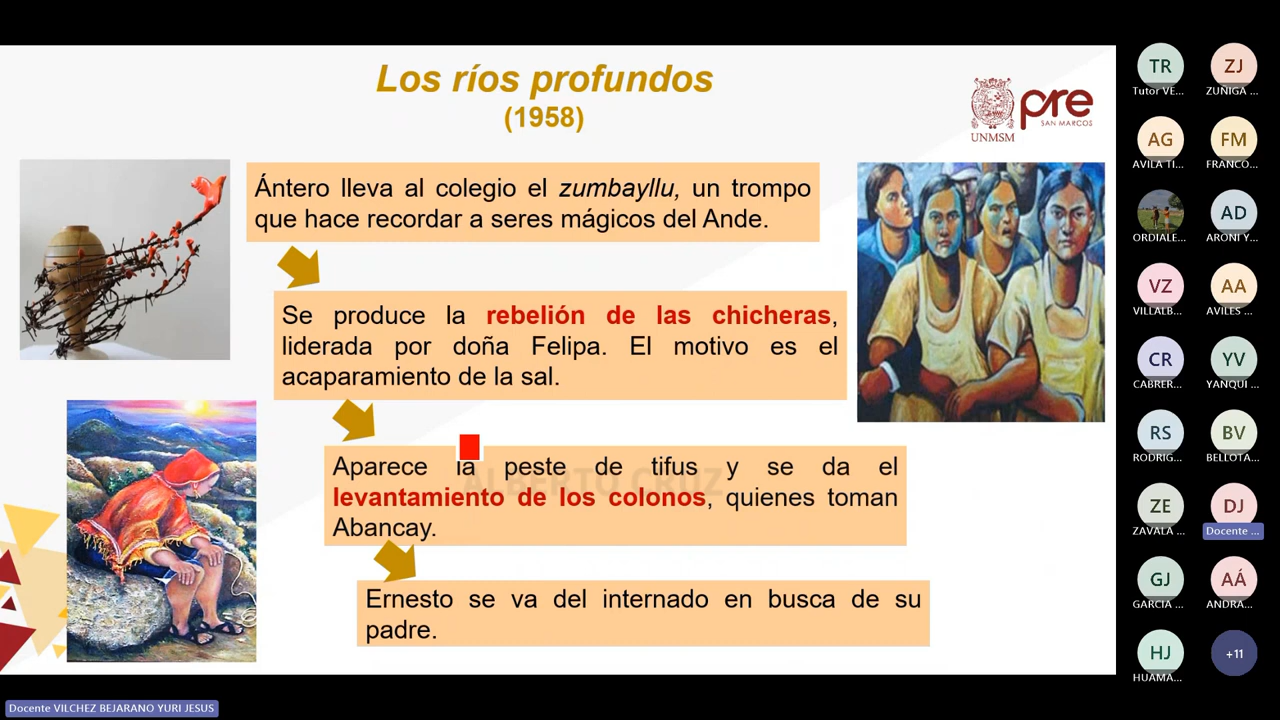 Los ríos profundos
(1958)
UNMSM
pre
SAN MARCOS
Ántero lleva al colegio el zumbayllu, un trompo
que hace recordar a seres mágicos del Ande.
Se produce la rebelión de las chicheras,
liderada por doña Felipa. El motivo es el
acaparamiento de la sal.
Aparece la peste de tifus y se da el
levantamiento de los colonos, quienes toman
Abancay.
ALBERTO CRUZ
Ernesto se va del internado en busca de su
padre.
TR
Tutor VE...
ZJ
ZUÑIGA ...
AG
AVILA TI...
FM
FRANCO...
ORDIALE...
AD
ARONI Y...
VZ
VILLALB...
AA
AVILES ...
CR
CABRER...
YV
YANQUI ...
RS
RODRIG...
BV
BELLOTA...
ZE
ZAVALA ...
DJ
Docente ...
GJ
GARCIA ...
AÁ
ANDRA...
HJ
HUAMA...
+11
Docente VILCHEZ BEJARANO YURI JESUS